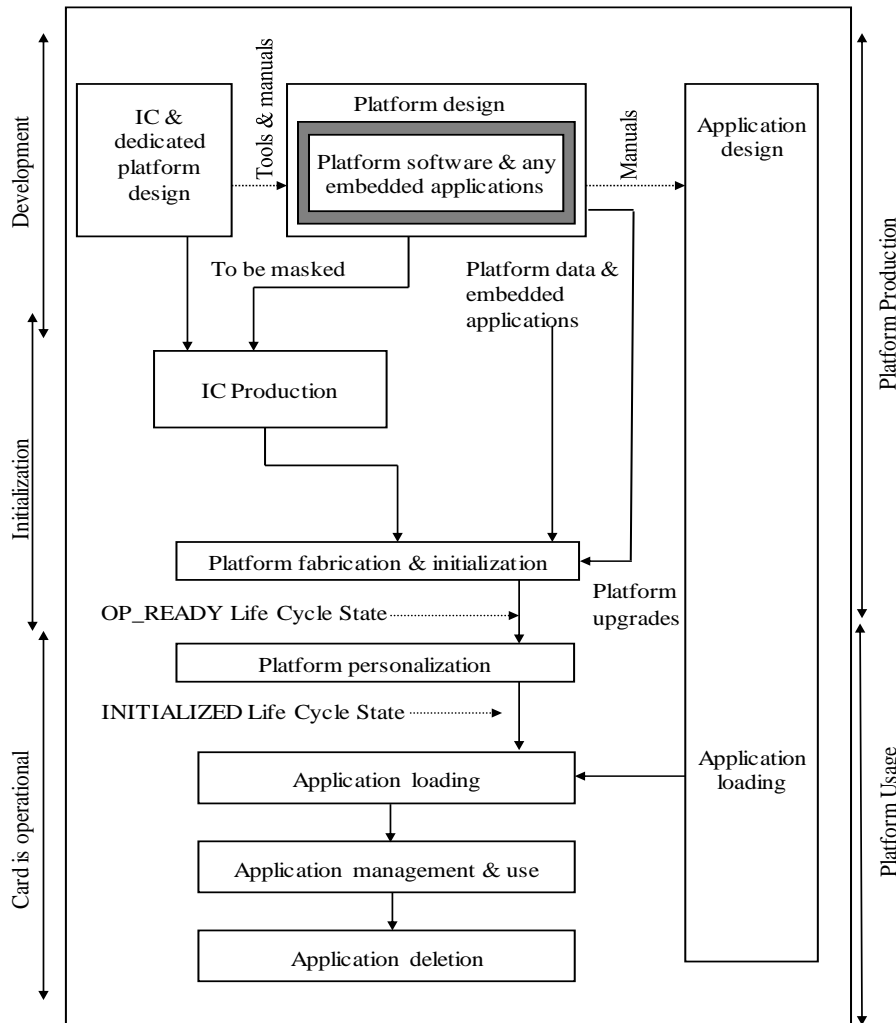 Development
Initialization
Card is operational
IC &
dedicated
platform
design
Tools & manuals
Platform design
Platform software & any
embedded applications
Manuals
Application
design
To be masked
Platform data &
embedded
applications
IC Production
Platform fabrication & initialization
OP_READY Life Cycle State
Platform
upgrades
Platform personalization
INITIALIZED Life Cycle State
Application loading
Application
loading
Application management & use
Application deletion
Platform Production
Platform Usage